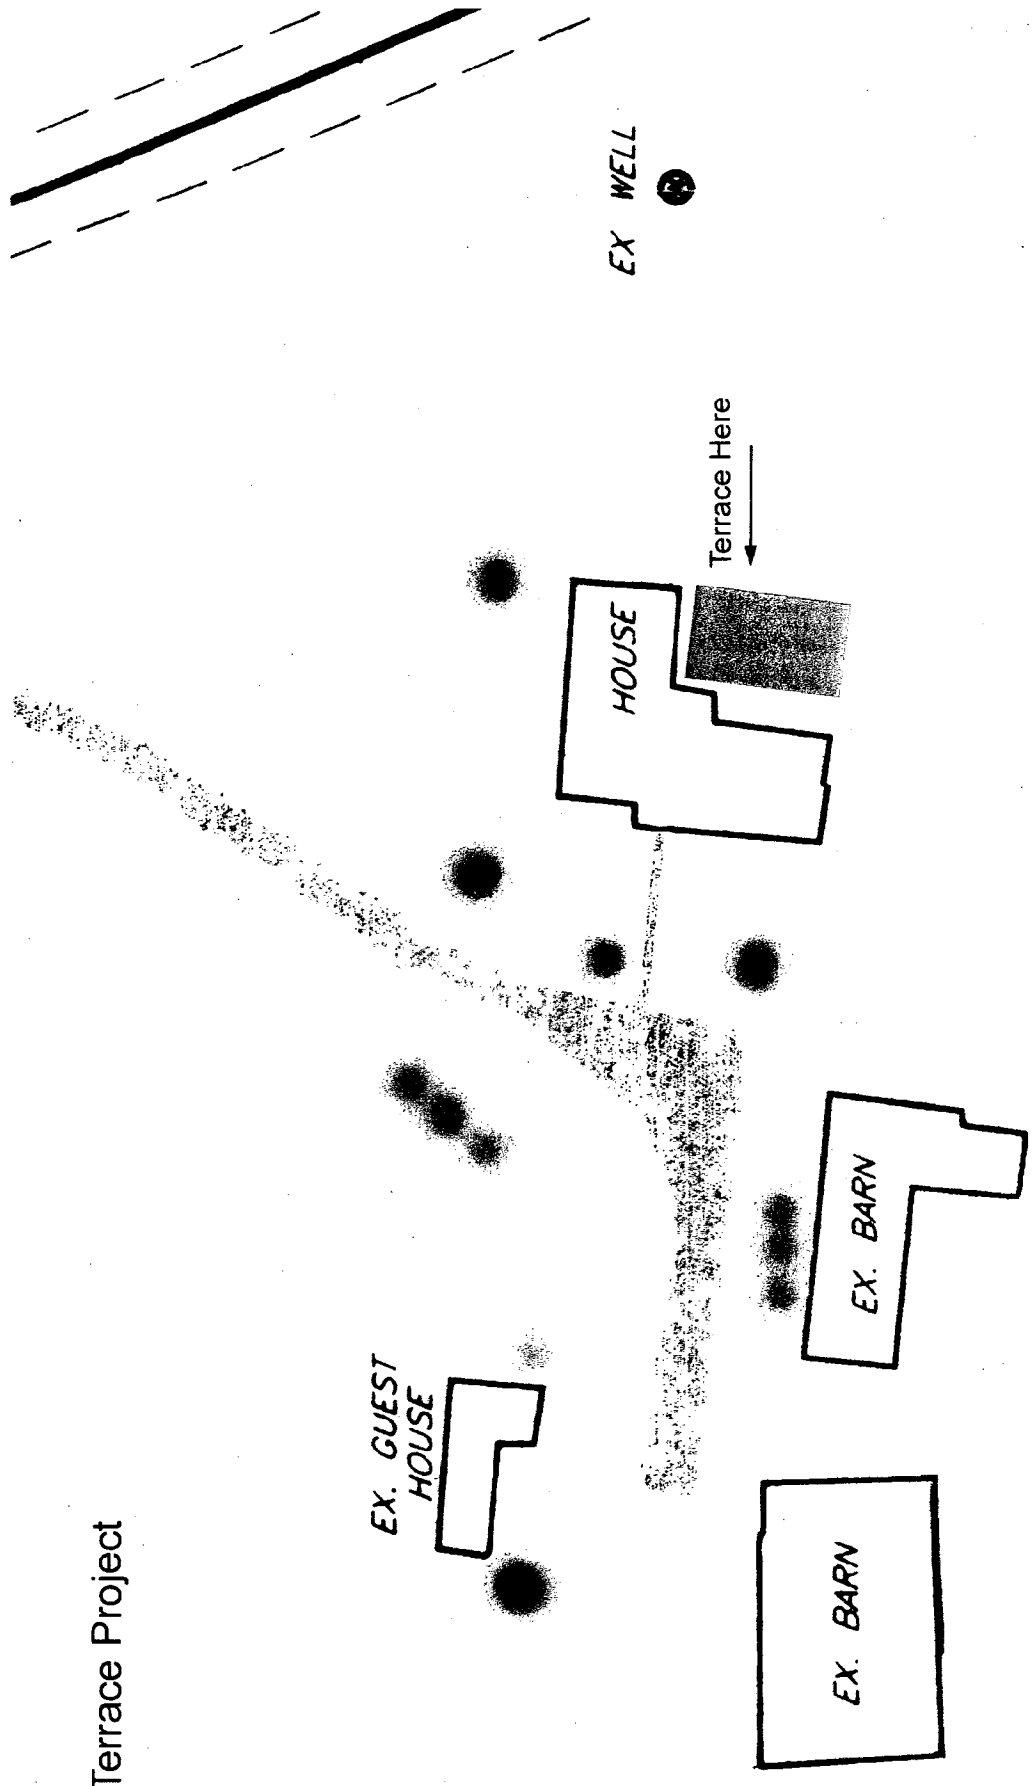 Terrace Project
EX. GUEST
HOUSE
EX WELL
HOUSE
Terrace Here
EX. BARN
EX. BARN